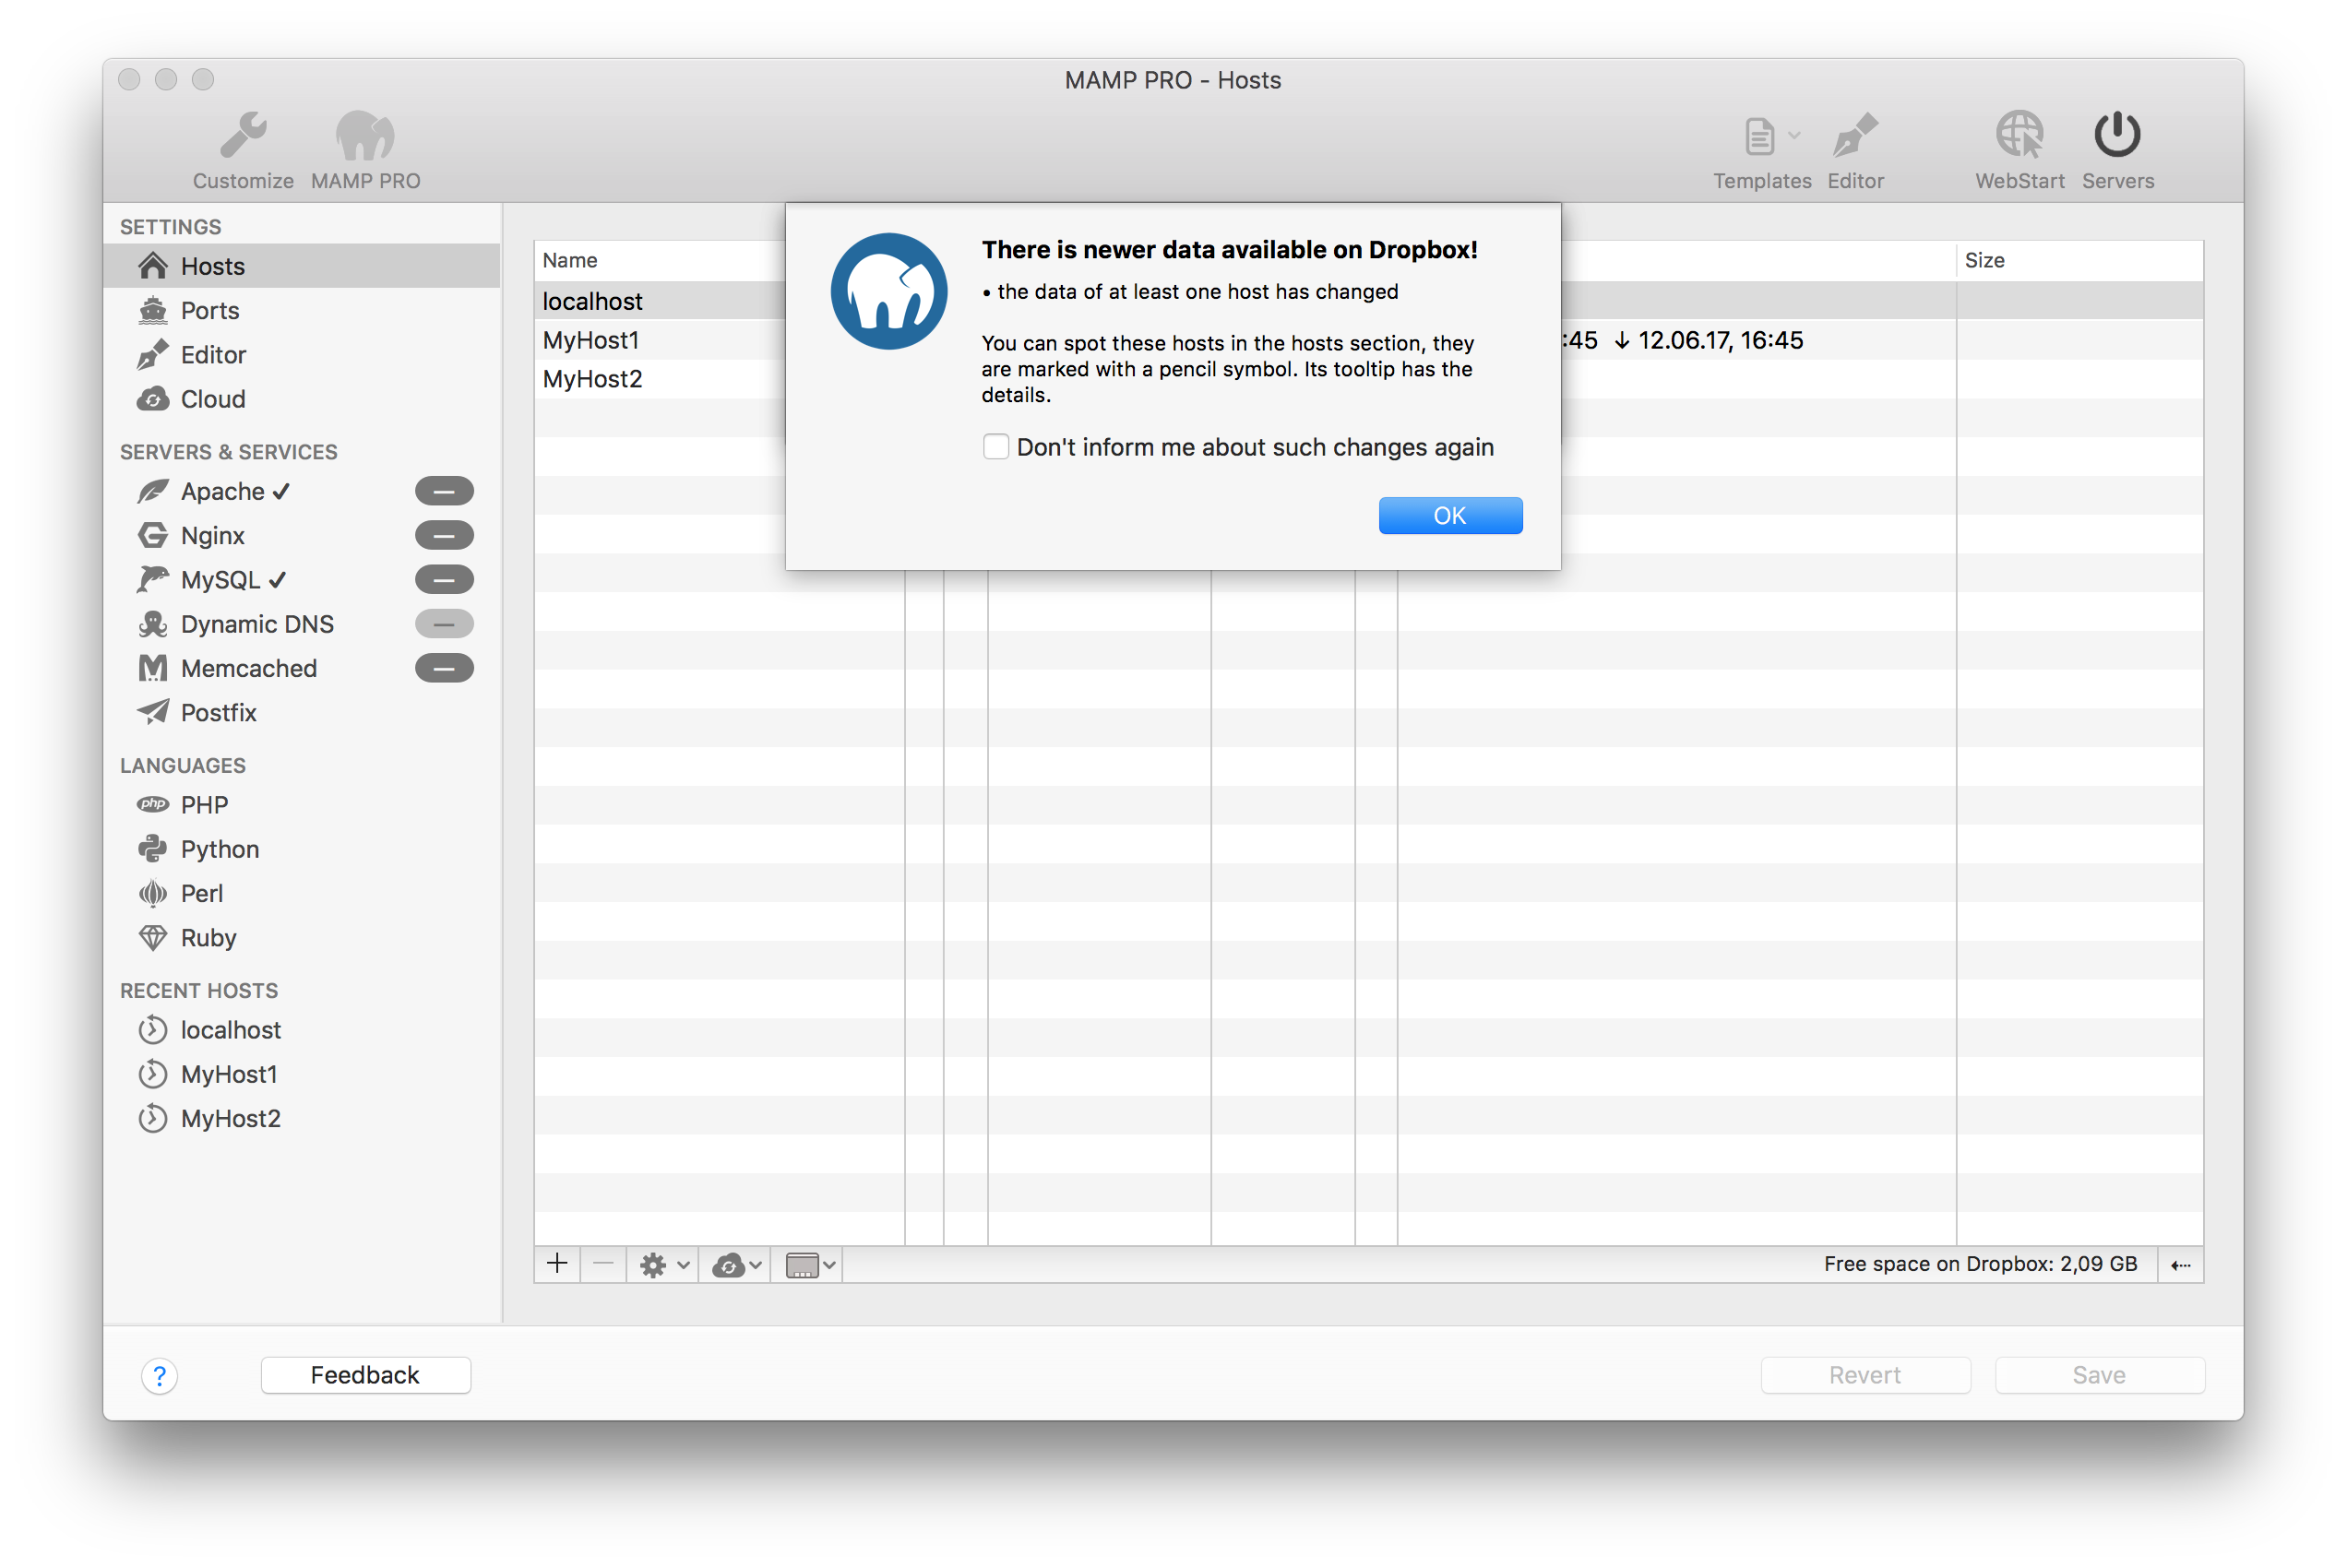 MAMP PRO - Hosts
Customize
MAMP PRO
Templates
Editor
WebStart
Servers
SETTINGS
Hosts
Ports
Editor
Cloud
SERVERS & SERVICES
Apache ✓
Nginx
MySQL ✓
Dynamic DNS
Memcached
Postfix
LANGUAGES
php PHP
Python
Perl
Ruby
RECENT HOSTS
localhost
MyHost1
MyHost2
Name
Size
localhost
MyHost1
:45 ↓ 12.06.17, 16:45
MyHost2
There is newer data available on Dropbox!
• the data of at least one host has changed
You can spot these hosts in the hosts section, they
are marked with a pencil symbol. Its tooltip has the
details.
Don't inform me about such changes again
OK
Free space on Dropbox: 2,09 GB
?
Feedback
Revert
Save